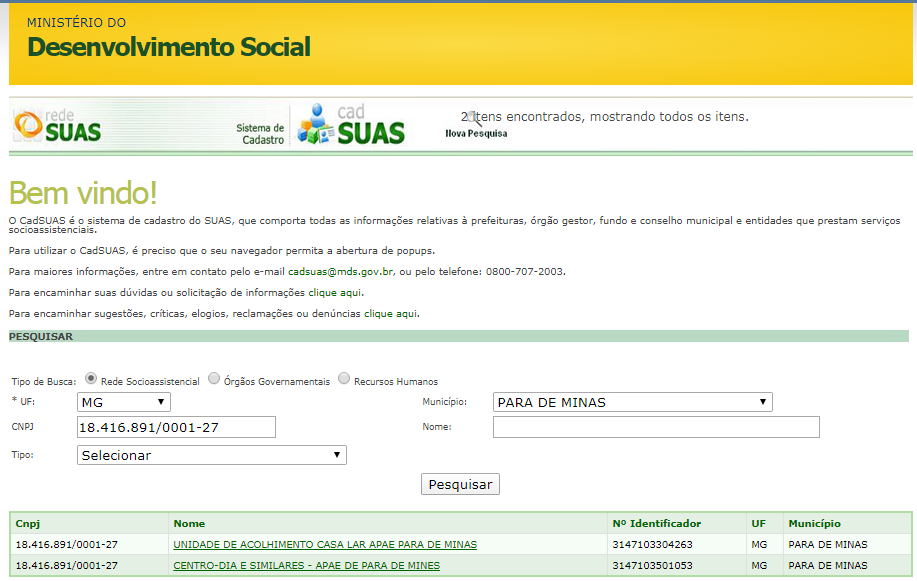 MINISTÉRIO DO
Desenvolvimento Social
rede
SUAS
Sistema de
Cadastro
cad
SUAS
2 Itens encontrados, mostrando todos os itens.
Nova Pesquisa
Bem vindo!
O CadSUAS é o sistema de cadastro do SUAS, que comporta todas as informações relativas à prefeituras, órgão gestor, fundo e conselho municipal e entidades que prestam serviços
socioassistenciais.
Para utilizar o CadSUAS, é preciso que o seu navegador permita a abertura de popups.
Para maiores informações, entre em contato pelo e-mail cadsuas@mds.gov.br, ou pelo telefone: 0800-707-2003.
Para encaminhar suas dúvidas ou solicitação de informações clique aqui.
Para encaminhar sugestões, críticas, elogios, reclamações ou denúncias clique aqui.
PESQUISAR
Tipo de Busca: Rede Socioassistencial Órgãos Governamentais Recursos Humanos
* UF: MG Município: PARA DE MINAS
CNPJ 18.416.891/0001-27 Nome:
Tipo: Selecionar
Pesquisar
Cnpj Nome Nº Identificador UF Município
18.416.891/0001-27 UNIDADE DE ACOLHIMENTO CASA LAR APAE PARA DE MINAS 3147103304263 MG PARA DE MINAS
18.416.891/0001-27 CENTRO-DIA E SIMILARES - APAE DE PARA DE MINES 3147103501053 MG PARA DE MINAS